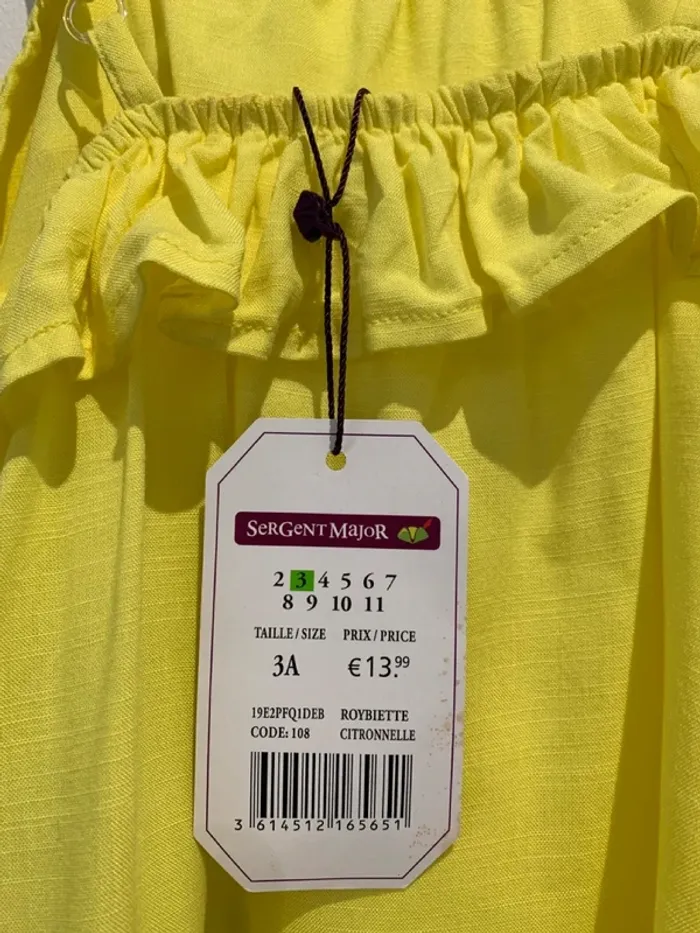 SERGENT MAJOR
2 3 4 5 6 7
8 9 10 11
TAILLE/SIZE PRIX/PRICE
3A €13.99
19E2PFQ1DEB ROYBIETTE
CODE: 108 CITRONNELLE
3 614512 165651